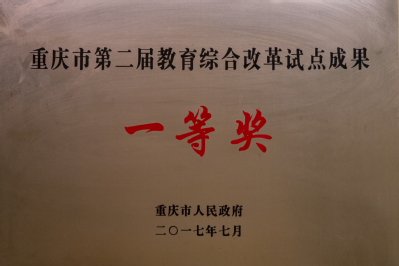 重庆市第二届教育综合改革试点成果
一等奖
重庆市人民政府
二〇一七年七月